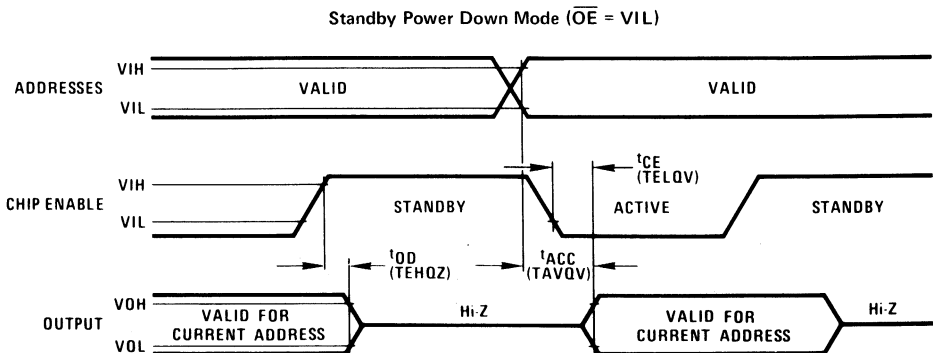 Standby Power Down Mode (OE = VIL)
ADDRESSES
VIH
VIL
VALID
VALID
CHIP ENABLE
VIH
VIL
STANDBY
tCE
(TELQV)
ACTIVE
STANDBY
tOD
(TEHQZ)
tACC
(TAVQV)
OUTPUT
VOH
VOL
VALID FOR
CURRENT ADDRESS
Hi-Z
VALID FOR
CURRENT ADDRESS
Hi-Z